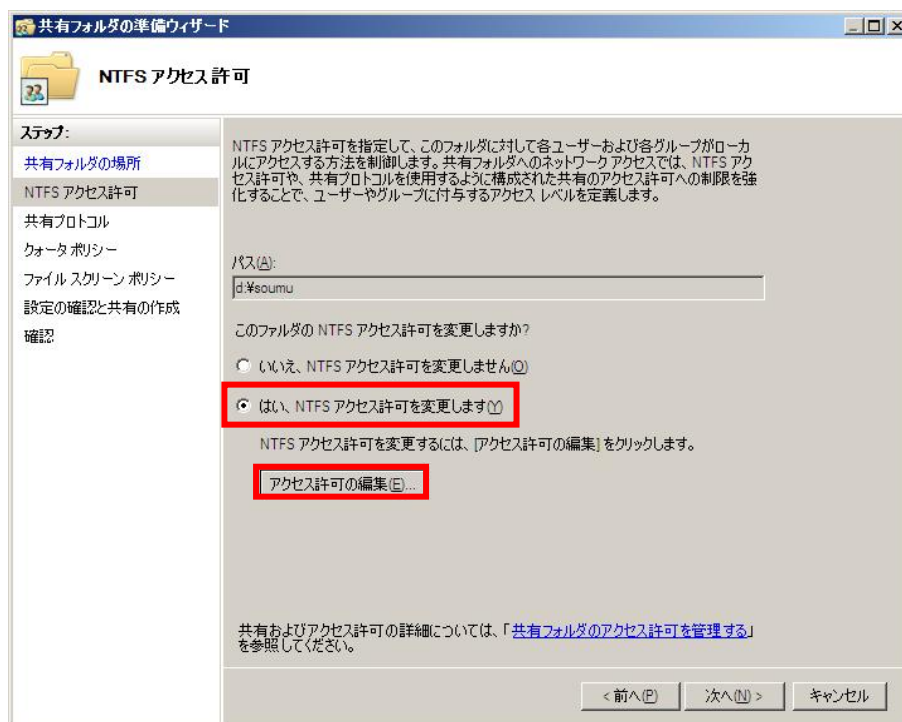 共有フォルダの準備ウィザード
NTFS アクセス許可
ステップ:
共有フォルダの場所
NTFS アクセス許可
共有プロトコル
クォータ ポリシー
ファイル スクリーン ポリシー
設定の確認と共有の作成
確認
NTFS アクセス許可を指定して、このフォルダに対して各ユーザーおよび各グループがローカ
ルにアクセスする方法を制御します。共有フォルダへのネットワーク アクセスでは、NTFS アク
セス許可や、共有プロトコルを使用するように構成された共有のアクセス許可への制限を強
化することで、ユーザーやグループに付与するアクセス レベルを定義します。
パス(A):
d:¥soumu
このファルダの NTFS アクセス許可を変更しますか?
いいえ、NTFS アクセス許可を変更しません(O)
はい、NTFS アクセス許可を変更します(Y)
NTFS アクセス許可を変更するには、[アクセス許可の編集] をクリックします。
アクセス許可の編集(E)...
共有およびアクセス許可の詳細については、「共有フォルダのアクセス許可を管理する」
を参照してください。
< 前へ(P)
次へ(N) >
キャンセル